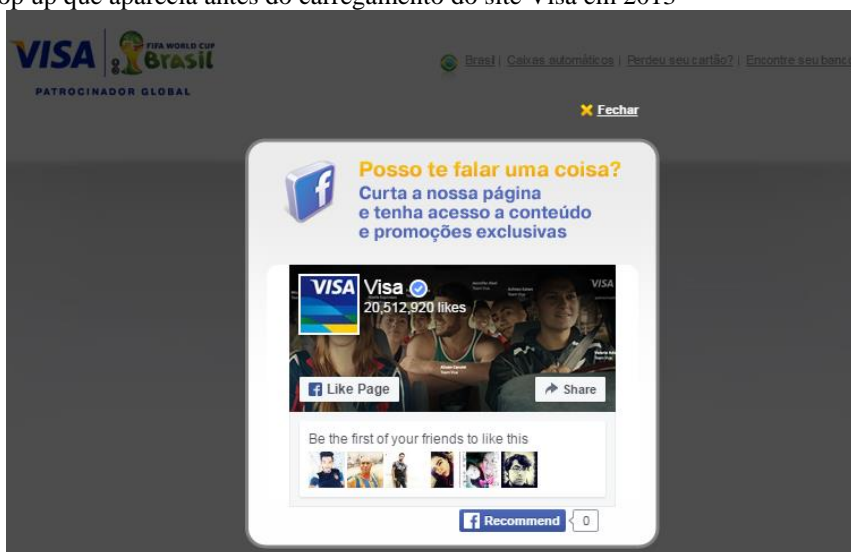 op up que aparecia antes do carregamento do site Visa em 2013
VISA
FIFA WORLD CUP
Brasil
PATROCINADOR GLOBAL
Brasil | Caixas automáticos | Perdeu seu cartão? | Encontre seu banco
Fechar
Posso te falar uma coisa?
Curta a nossa página
e tenha acesso a conteúdo
e promoções exclusivas
VISA
Visa
20,512,920 likes
VISA
Like Page
Share
Be the first of your friends to like this
Recommend
0